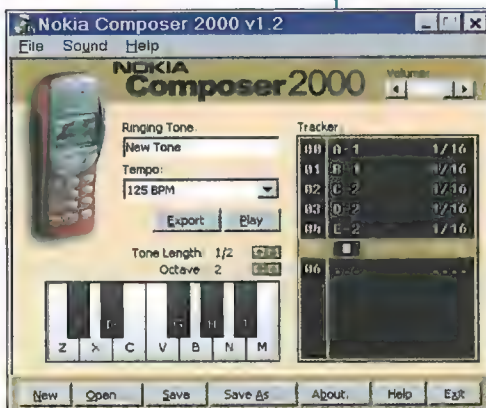 Nokia Composer 2000 v1.2
File Sound Help
NOKIA
Composer2000
Volume:
Ringing Tone:
New Tone
Tempo:
125 BPM
Export Play
Tone Length 1/2
Octave 2
Tracker
00 1/16
01 1/16
02 C-2 1/16
03 D-2 1/16
04 E-2 1/16
06
Z X C V B N M
New Open Save Save As About. Help Exit